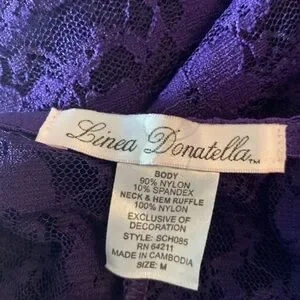 Linea Donatella™
BODY
90% NYLON
10% SPANDEX
NECK & HEM RUFFLE
100% NYLON
EXCLUSIVE OF
DECORATION
STYLE: SCH085
RN 64211
MADE IN CAMBODIA
SIZE: M